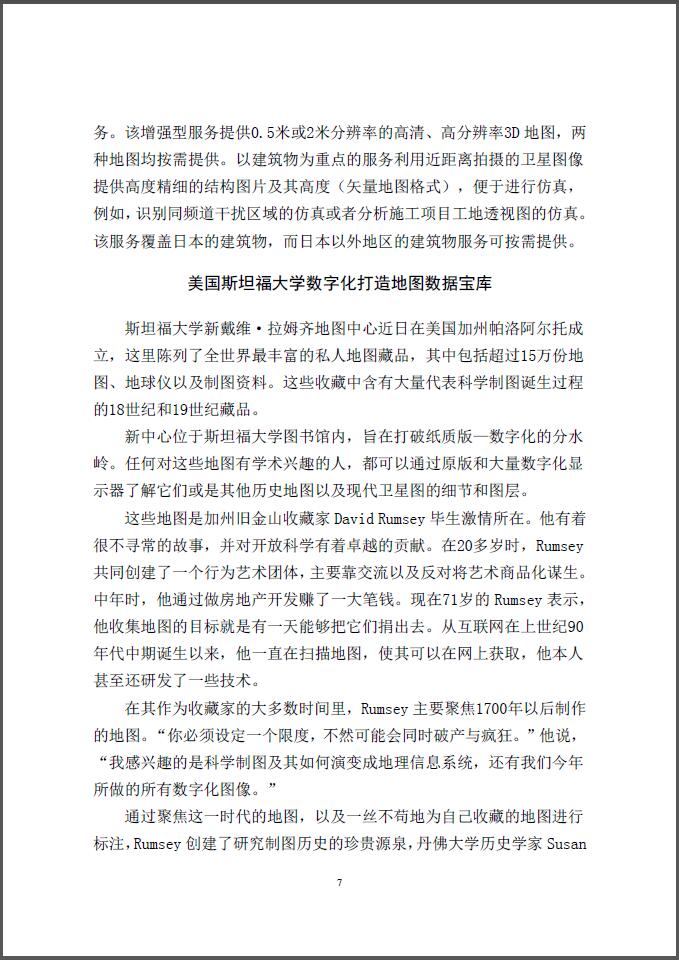 务。该增强型服务提供0.5米或2米分辨率的高清、高分辨率3D 地图，两
种地图均按需提供。以建筑物为重点的服务利用近距离拍摄的卫星图像
提供高度精细的结构图片及其高度（矢量地图格式），便于进行仿真，
例如，识别同频道干扰区域的仿真或者分析施工项目工地透视图的仿真。
该服务覆盖日本的建筑物，而日本以外地区的建筑物服务可按需提供。
美国斯坦福大学数字化打造地图数据宝库
斯坦福大学新戴维·拉姆齐地图中心近日在美国加州帕洛阿尔托成
立，这里陈列了全世界最丰富的私人地图藏品，其中包括超过15万份地
图、地球仪以及制图资料。这些收藏中含有大量代表科学制图诞生过程
的18世纪和19世纪藏品。
新中心位于斯坦福大学图书馆内，旨在打破纸质版—数字化的分水
岭。任何对这些地图有学术兴趣的人，都可以通过原版和大量数字化显
示器了解它们或是其他历史地图以及现代卫星图的细节和图层。
这些地图是加州旧金山收藏家 David Rumsey 毕生激情所在。他有着
很不寻常的故事，并对开放科学有着卓越的贡献。在20多岁时，Rumsey
共同创建了一个行为艺术团体，主要靠交流以及反对将艺术商品化谋生。
中年时，他通过做房地产开发赚了一大笔钱。现在71岁的 Rumsey 表示，
他收集地图的目标就是有一天能够把它们捐出去。从互联网在上世纪90
年代中期诞生以来，他一直在扫描地图，使其可以在网上获取，他本人
甚至还研发了一些技术。
在其作为收藏家的大多数时间里，Rumsey 主要聚焦1700年以后制作
的地图。“你必须设定一个限度，不然可能会同时破产与疯狂。”他说，
“我感兴趣的是科学制图及其如何演变成地理信息系统，还有我们今年
所做的所有数字化图像。”
通过聚焦这一时代的地图，以及一丝不苟地为自己收藏的地图进行
标注，Rumsey 创建了研究制图历史的珍贵源泉，丹佛大学历史学家 Susan
7